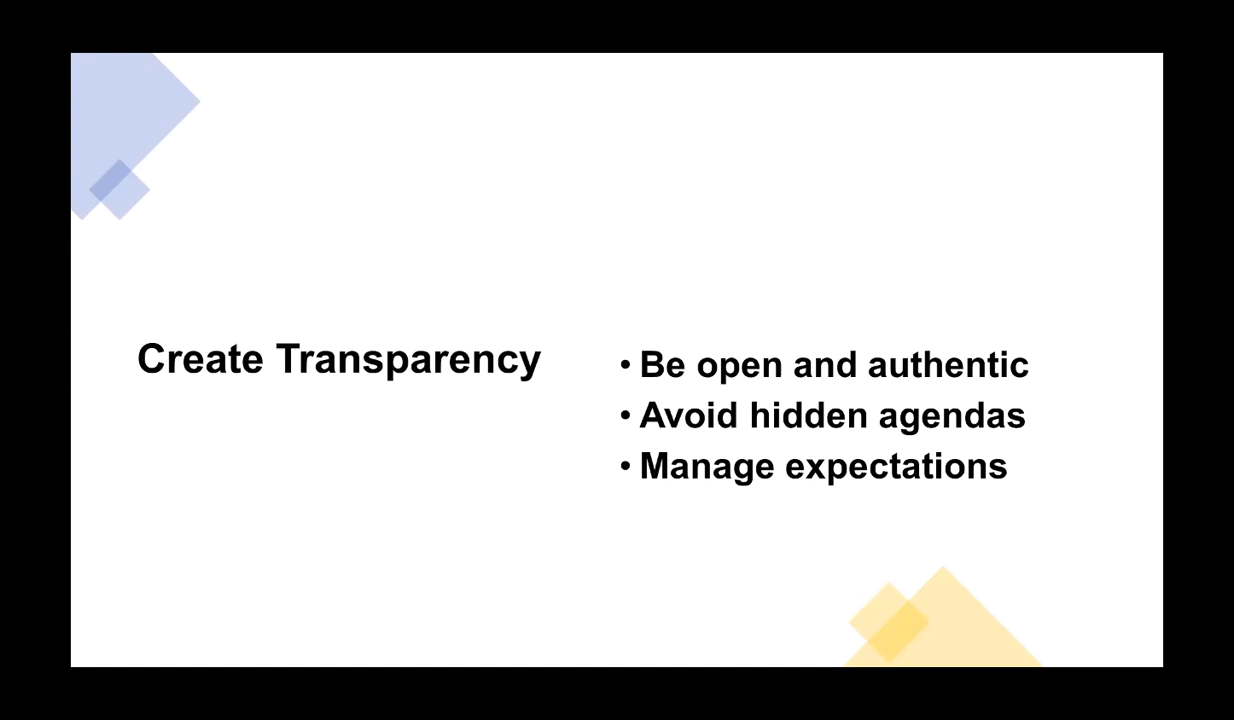 Create Transparency
• Be open and authentic
• Avoid hidden agendas
• Manage expectations